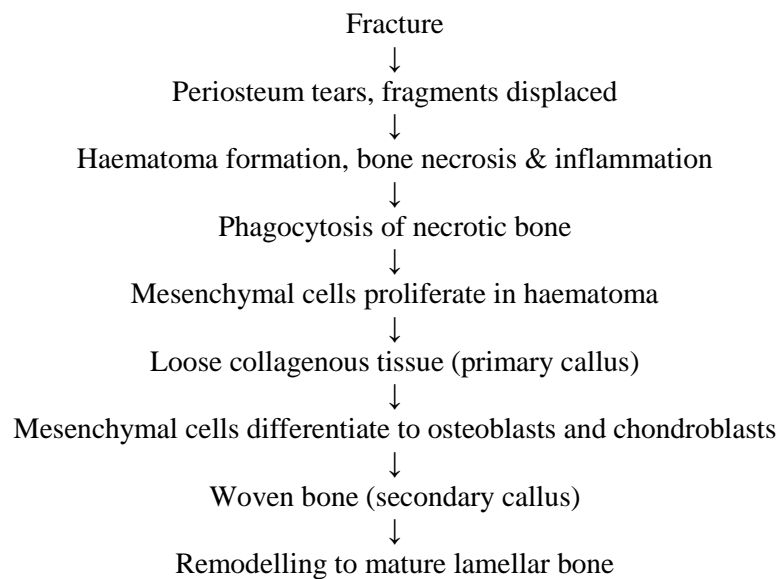 Fracture
↓
Periosteum tears, fragments displaced
↓
Haematoma formation, bone necrosis & inflammation
↓
Phagocytosis of necrotic bone
↓
Mesenchymal cells proliferate in haematoma
↓
Loose collagenous tissue (primary callus)
↓
Mesenchymal cells differentiate to osteoblasts and chondroblasts
↓
Woven bone (secondary callus)
↓
Remodelling to mature lamellar bone